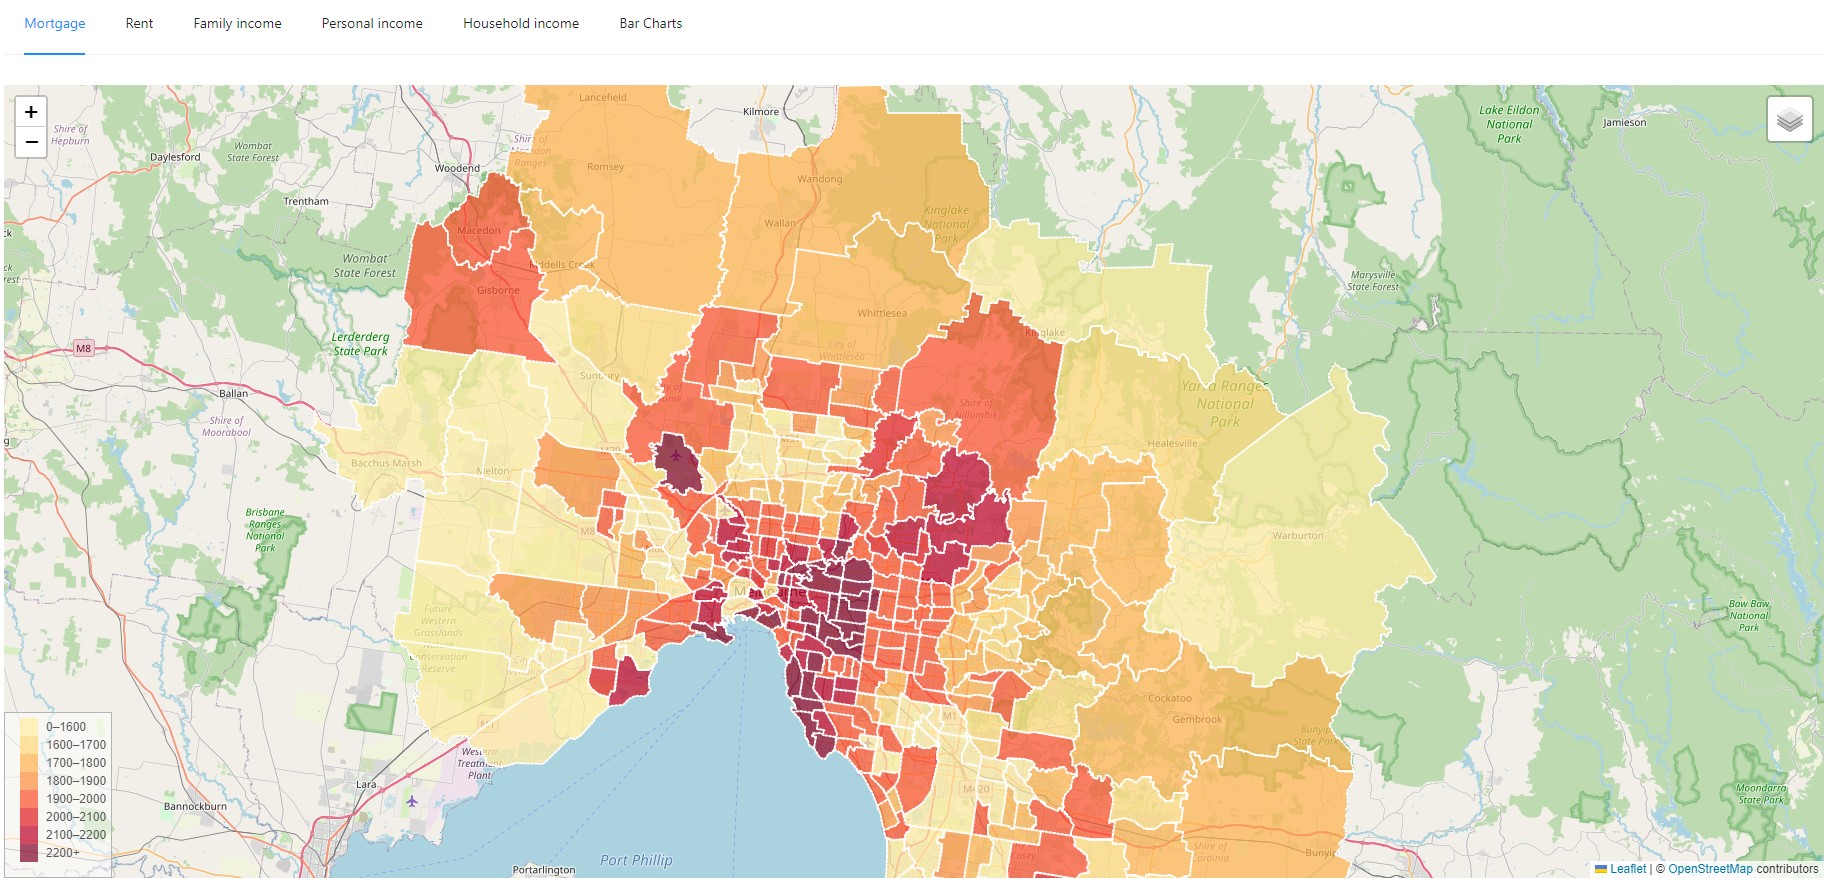 Mortgage Rent Family income Personal income Household income Bar Charts
+
−
Lancefield
Kilmore
Lake Eildon
National
Park
Jamieson
Shire of
Hepburn
Daylesford
Wombat
State Forest
Woodend
Romsey
Wandong
Trentham
Macedon
Wallan
Kinglake
National
Park
Wombat
State Forest
Riddells Creek
Gisborne
Marysville
State Forest
Whittlesea
Kinglake
Lerderderg
State Park
City of
Whittlesea
M8
Sunbury
Yarra Ranges
National
Park
Ballan
Shire of
Moorabool
Shire of
Nillumbik
Healesville
Bacchus Marsh
Melton
Brisbane
Ranges
National
Park
M8
Warburton
Melbourne
Future
Western
Grasslands
Conservation
Reserve
Baw Baw
National
Park
Cockatoo
Gembrook
M1
M1
Bunyip
State Park
Western
Treatment
Plant
Lara
M420
Moondarra
State Park
Bannockburn
Port Phillip
Portarlington
Casey
Shire of
Cardinia
Bunyip
0–1600
1600–1700
1700–1800
1800–1900
1900–2000
2000–2100
2100–2200
2200+
Leaflet | © OpenStreetMap contributors